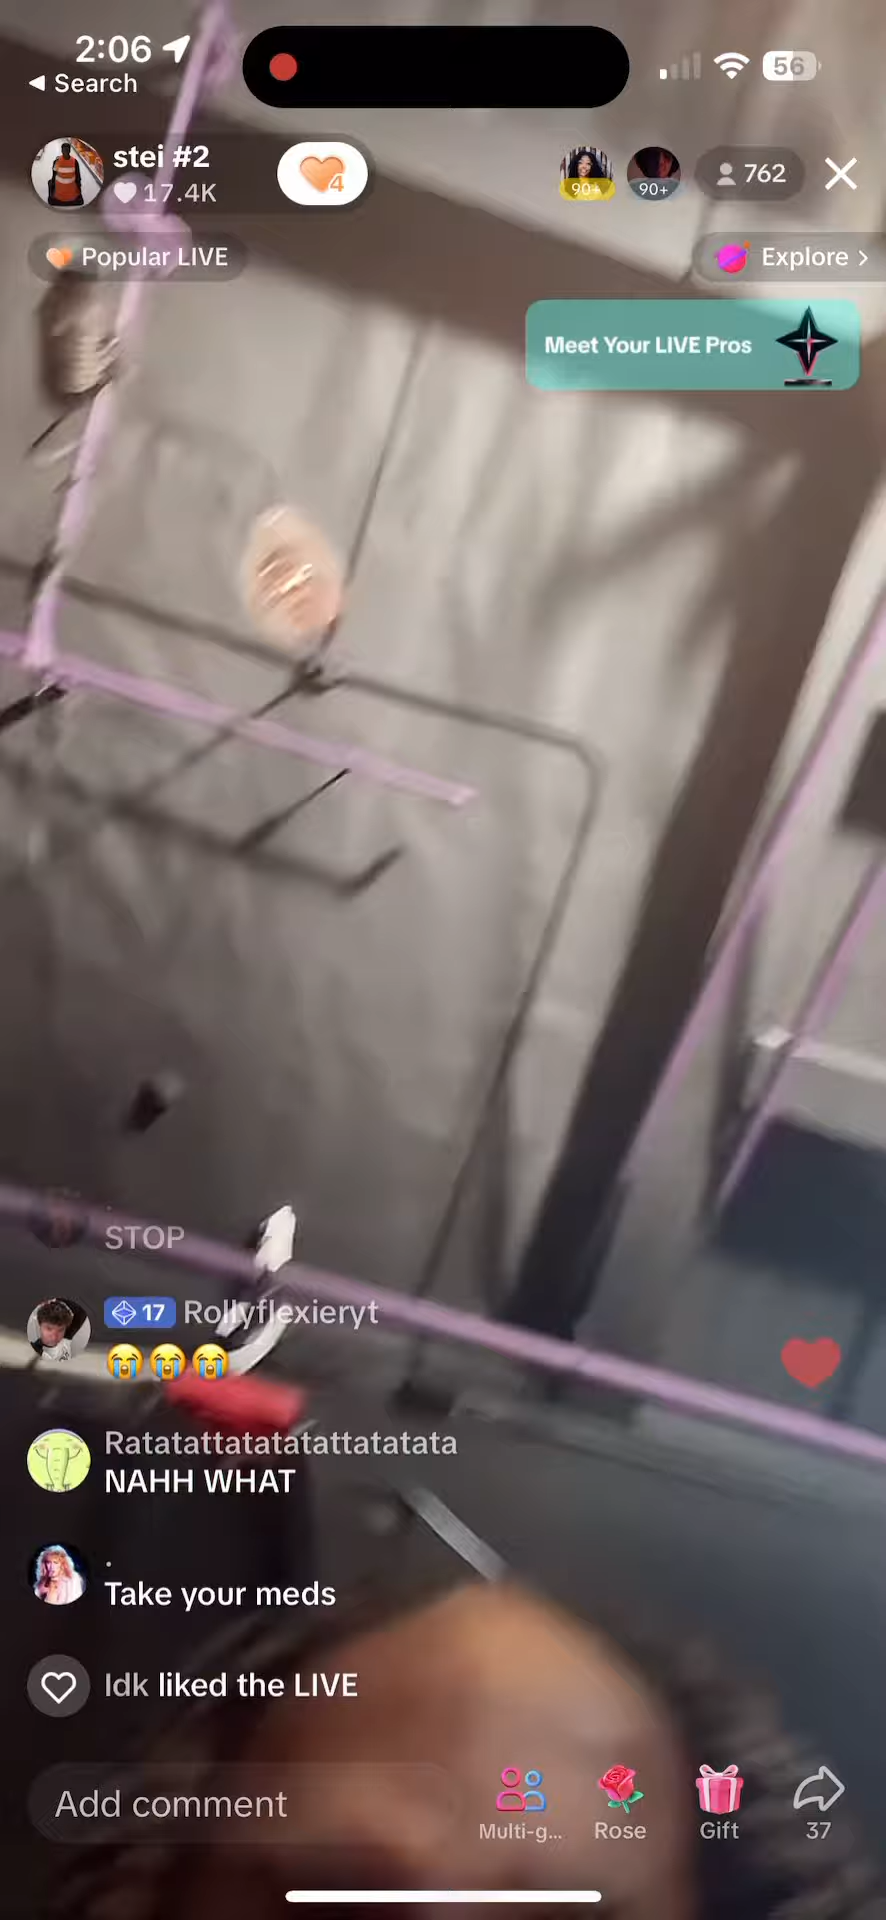 2:06
56
◀ Search
stei #2
17.4K
4
90+
90+
762
Popular LIVE
Explore >
Meet Your LIVE Pros
STOP
17 Rollyflexieryt
😭😭😭
Ratatattatatatattatatata
NAHH WHAT
.
Take your meds
Idk liked the LIVE
Add comment
Multi-g...
Rose
Gift
37